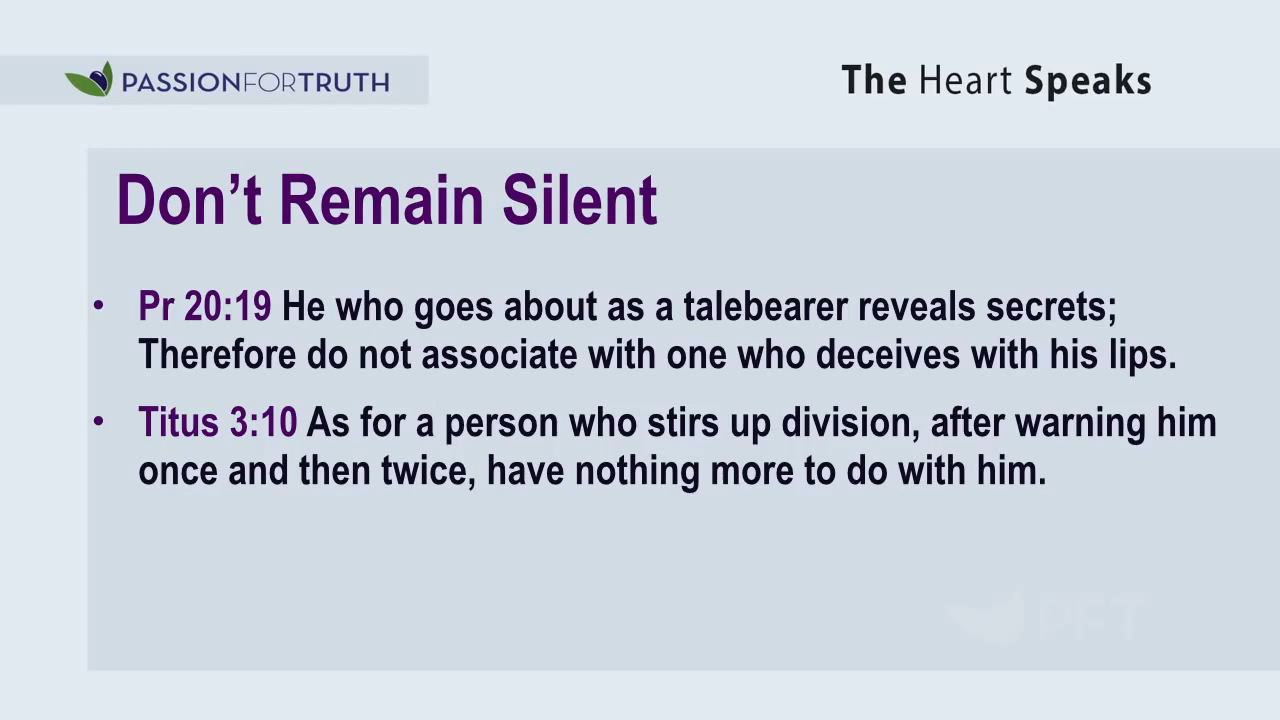 PASSIONFORTRUTH
The Heart Speaks
Don’t Remain Silent
• Pr 20:19 He who goes about as a talebearer reveals secrets;
Therefore do not associate with one who deceives with his lips.
• Titus 3:10 As for a person who stirs up division, after warning him
once and then twice, have nothing more to do with him.
PFT